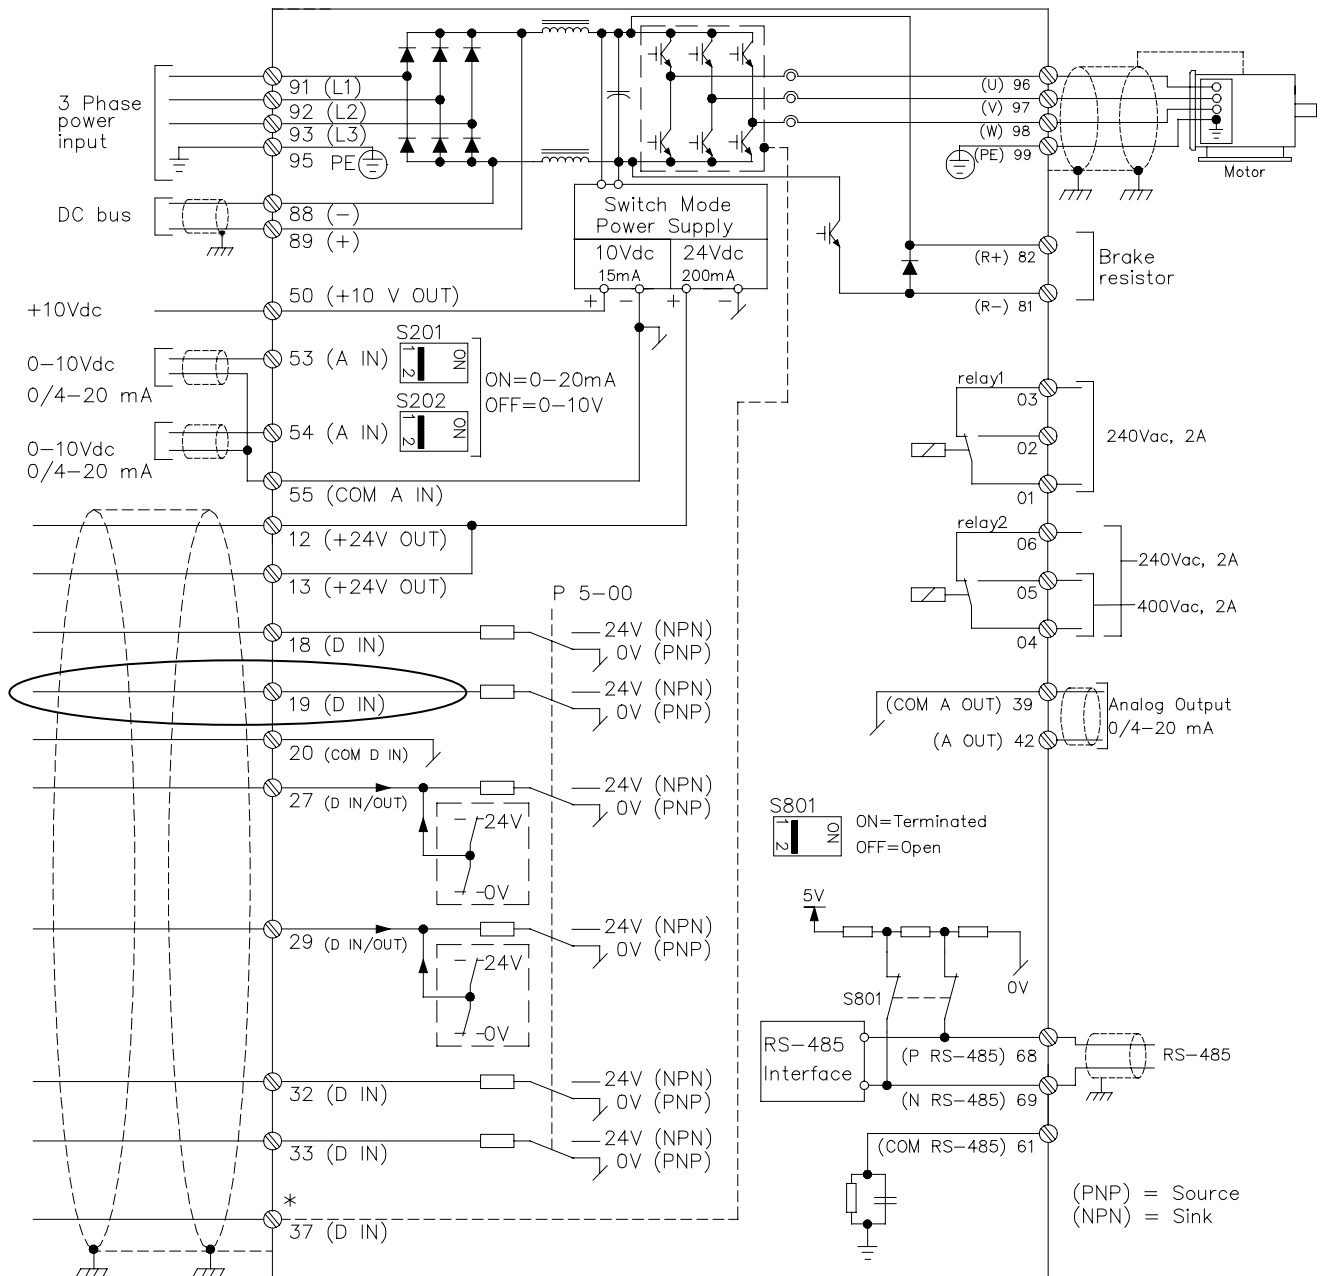 3 Phase
power
input
91 (L1)
92 (L2)
93 (L3)
95 PE
DC bus
88 (−)
89 (+)
Switch Mode
Power Supply
10Vdc
15mA
24Vdc
200mA
+ − + −
(U) 96
(V) 97
(W) 98
(PE) 99
Motor
(R+) 82
(R−) 81
Brake
resistor
+10Vdc
50 (+10 V OUT)
0−10Vdc
0/4−20 mA
53 (A IN)
S201
1 2 ON
ON=0−20mA
OFF=0−10V
0−10Vdc
0/4−20 mA
54 (A IN)
S202
1 2 ON
55 (COM A IN)
12 (+24V OUT)
13 (+24V OUT)
P 5-00
18 (D IN)
24V (NPN)
0V (PNP)
19 (D IN)
24V (NPN)
0V (PNP)
20 (COM D IN)
27 (D IN/OUT)
24V (NPN)
0V (PNP)
24V
0V
29 (D IN/OUT)
24V (NPN)
0V (PNP)
24V
0V
32 (D IN)
24V (NPN)
0V (PNP)
33 (D IN)
24V (NPN)
0V (PNP)
*
37 (D IN)
relay1
03
02
01
240Vac, 2A
relay2
06
05
04
240Vac, 2A
400Vac, 2A
(COM A OUT) 39
(A OUT) 42
Analog Output
0/4−20 mA
S801
1 2 ON
ON=Terminated
OFF=Open
5V
0V
S801
RS−485
Interface
(P RS−485) 68
(N RS−485) 69
(COM RS−485) 61
RS−485
(PNP) = Source
(NPN) = Sink